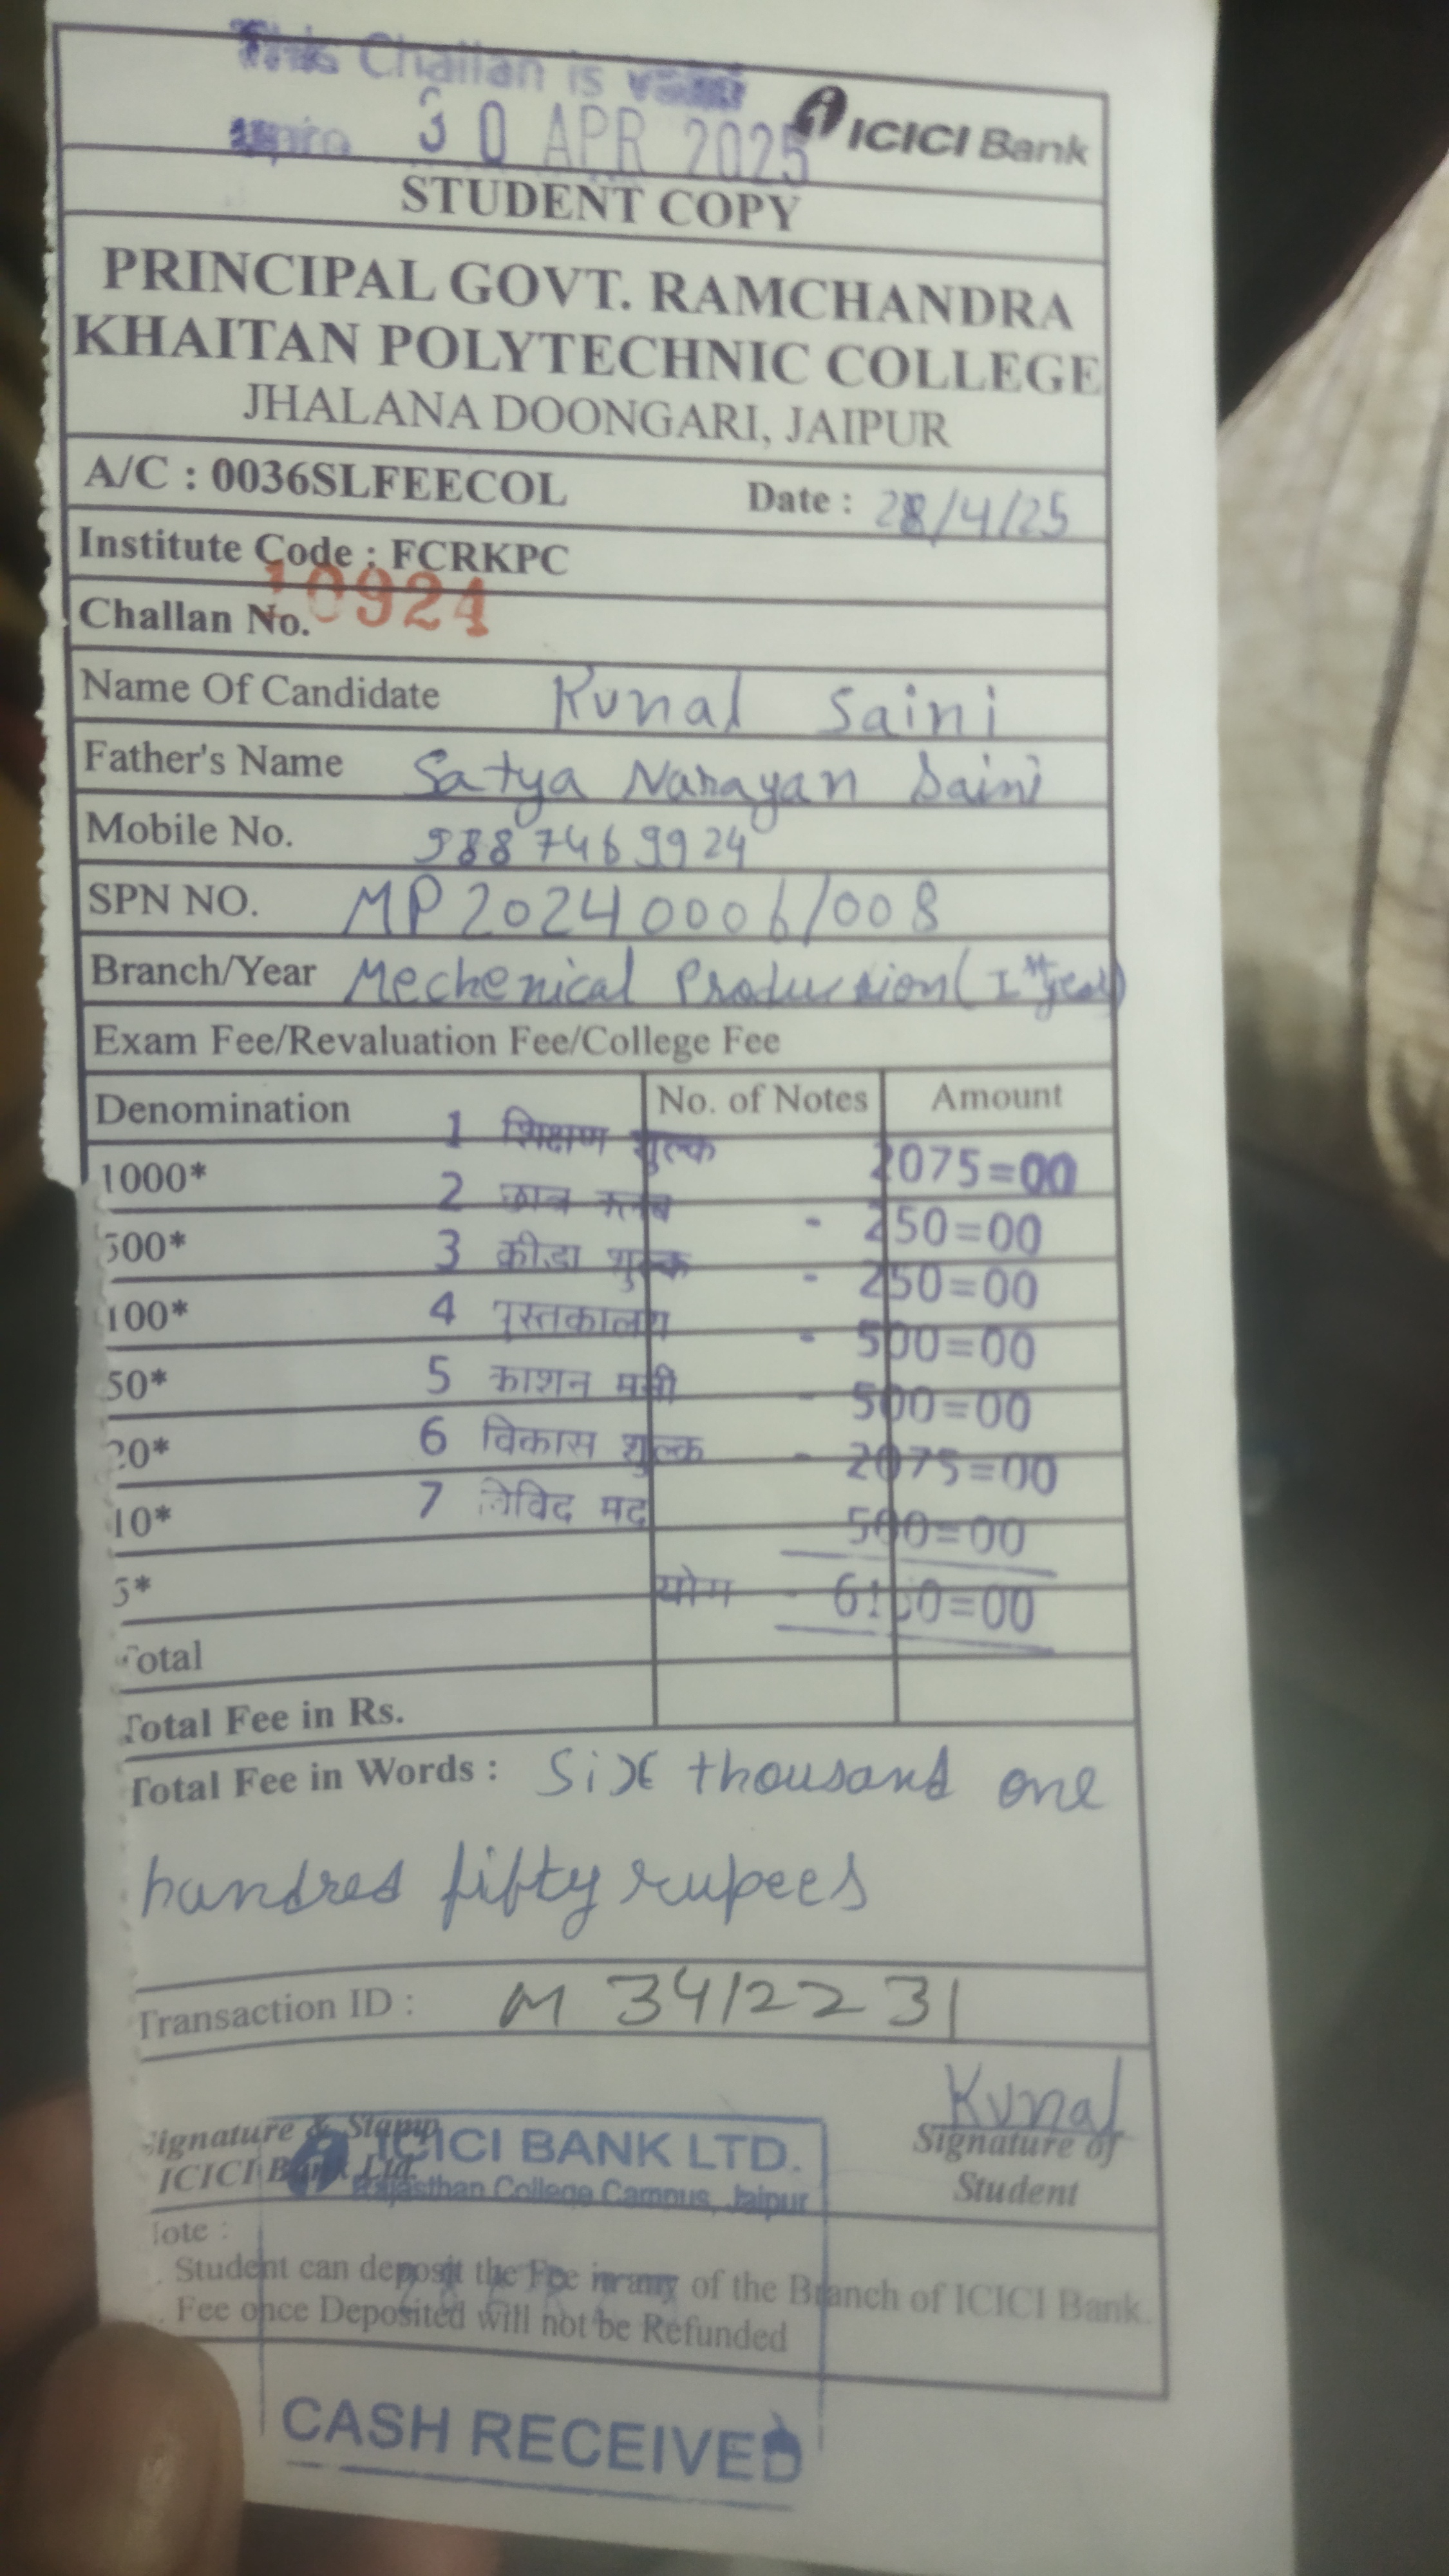 This Challan is valid
upto 30 APR 2025
ICICI Bank
STUDENT COPY
PRINCIPAL GOVT. RAMCHANDRA
KHAITAN POLYTECHNIC COLLEGE
JHALANA DOONGARI, JAIPUR
A/C : 0036SLFEECOL Date : 28/4/25
Institute Code : FCRKPC
Challan No. 10924
Name Of Candidate Kunal Saini
Father's Name Satya Narayan Saini
Mobile No. 9887469924
SPN NO. MP20240006/008
Branch/Year Mechenical Production (Ist year)
Exam Fee/Revaluation Fee/College Fee
Denomination No. of Notes Amount
1000* 1 शिक्षण शुल्क 2075=00
500* 2 छात्र क्लब - 250=00
100* 3 क्रीडा शुल्क - 250=00
50* 4 पुस्तकालय - 500=00
20* 5 काशन मनी - 500=00
10* 6 विकास शुल्क - 2075=00
5* 7 विविद मद 500=00
योग - 6150=00
Total
Total Fee in Rs.
Total Fee in Words : Six thousand one
hundred fifty rupees
Transaction ID : M 3412231
Kunal
Signature & Stamp Signature of
ICICI Bank Ltd. Student
ICICI BANK LTD.
Rajasthan College Campus, Jaipur
Note :
Student can deposit the Fee in any of the Branch of ICICI Bank.
Fee once Deposited will not be Refunded
CASH RECEIVED